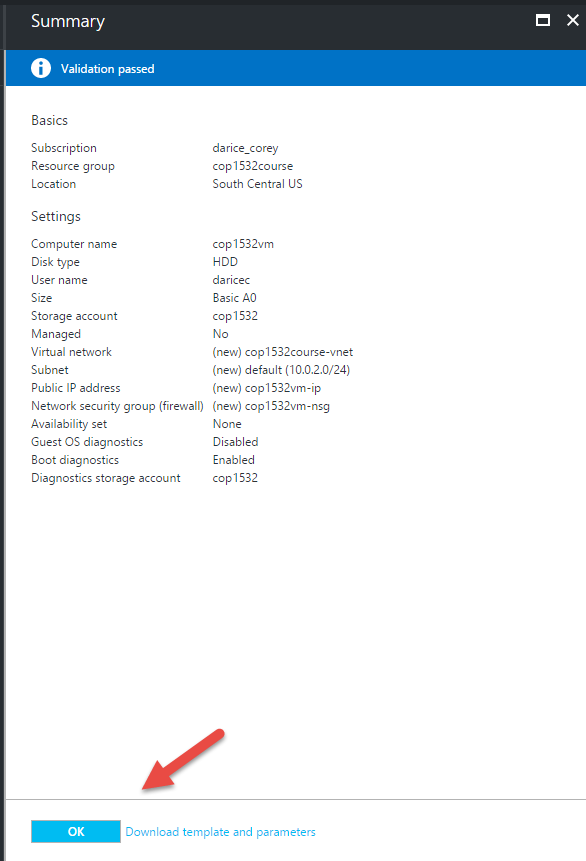 Summary
Validation passed
Basics
Subscription darice_corey
Resource group cop1532course
Location South Central US
Settings
Computer name cop1532vm
Disk type HDD
User name daricec
Size Basic A0
Storage account cop1532
Managed No
Virtual network (new) cop1532course-vnet
Subnet (new) default (10.0.2.0/24)
Public IP address (new) cop1532vm-ip
Network security group (firewall) (new) cop1532vm-nsg
Availability set None
Guest OS diagnostics Disabled
Boot diagnostics Enabled
Diagnostics storage account cop1532
OK Download template and parameters